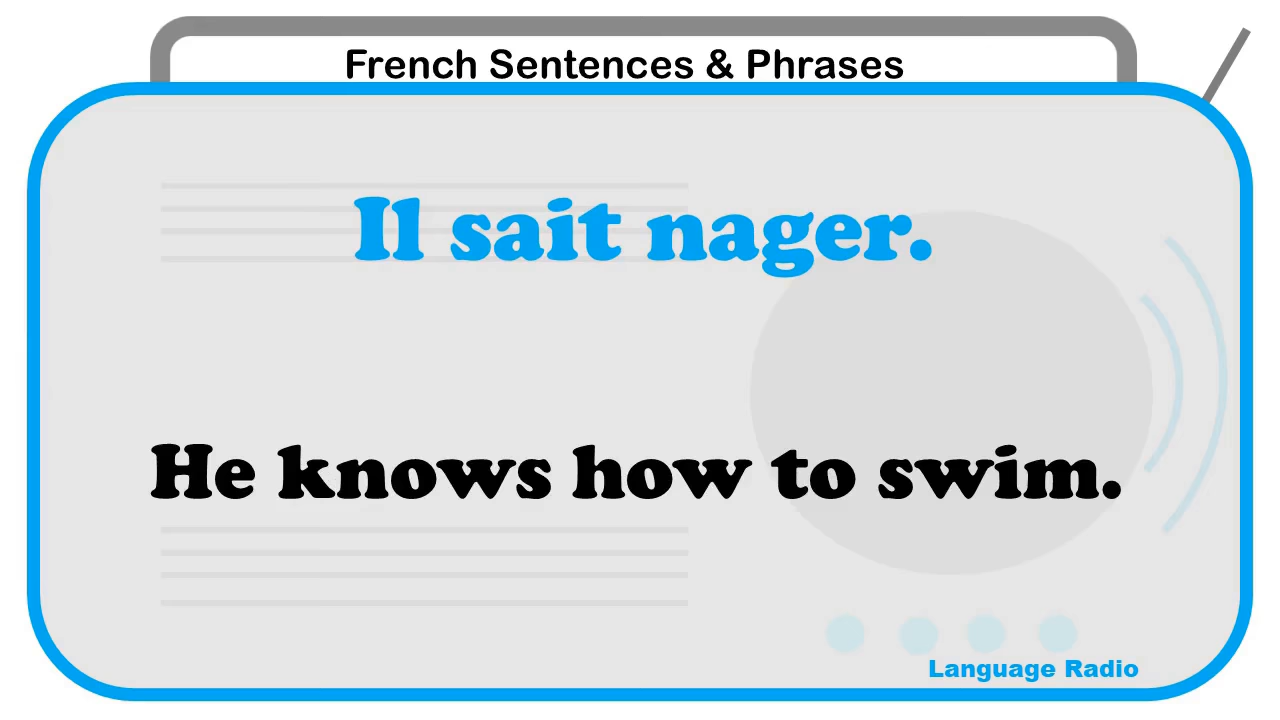 French Sentences & Phrases
Il sait nager.
He knows how to swim.
Language Radio